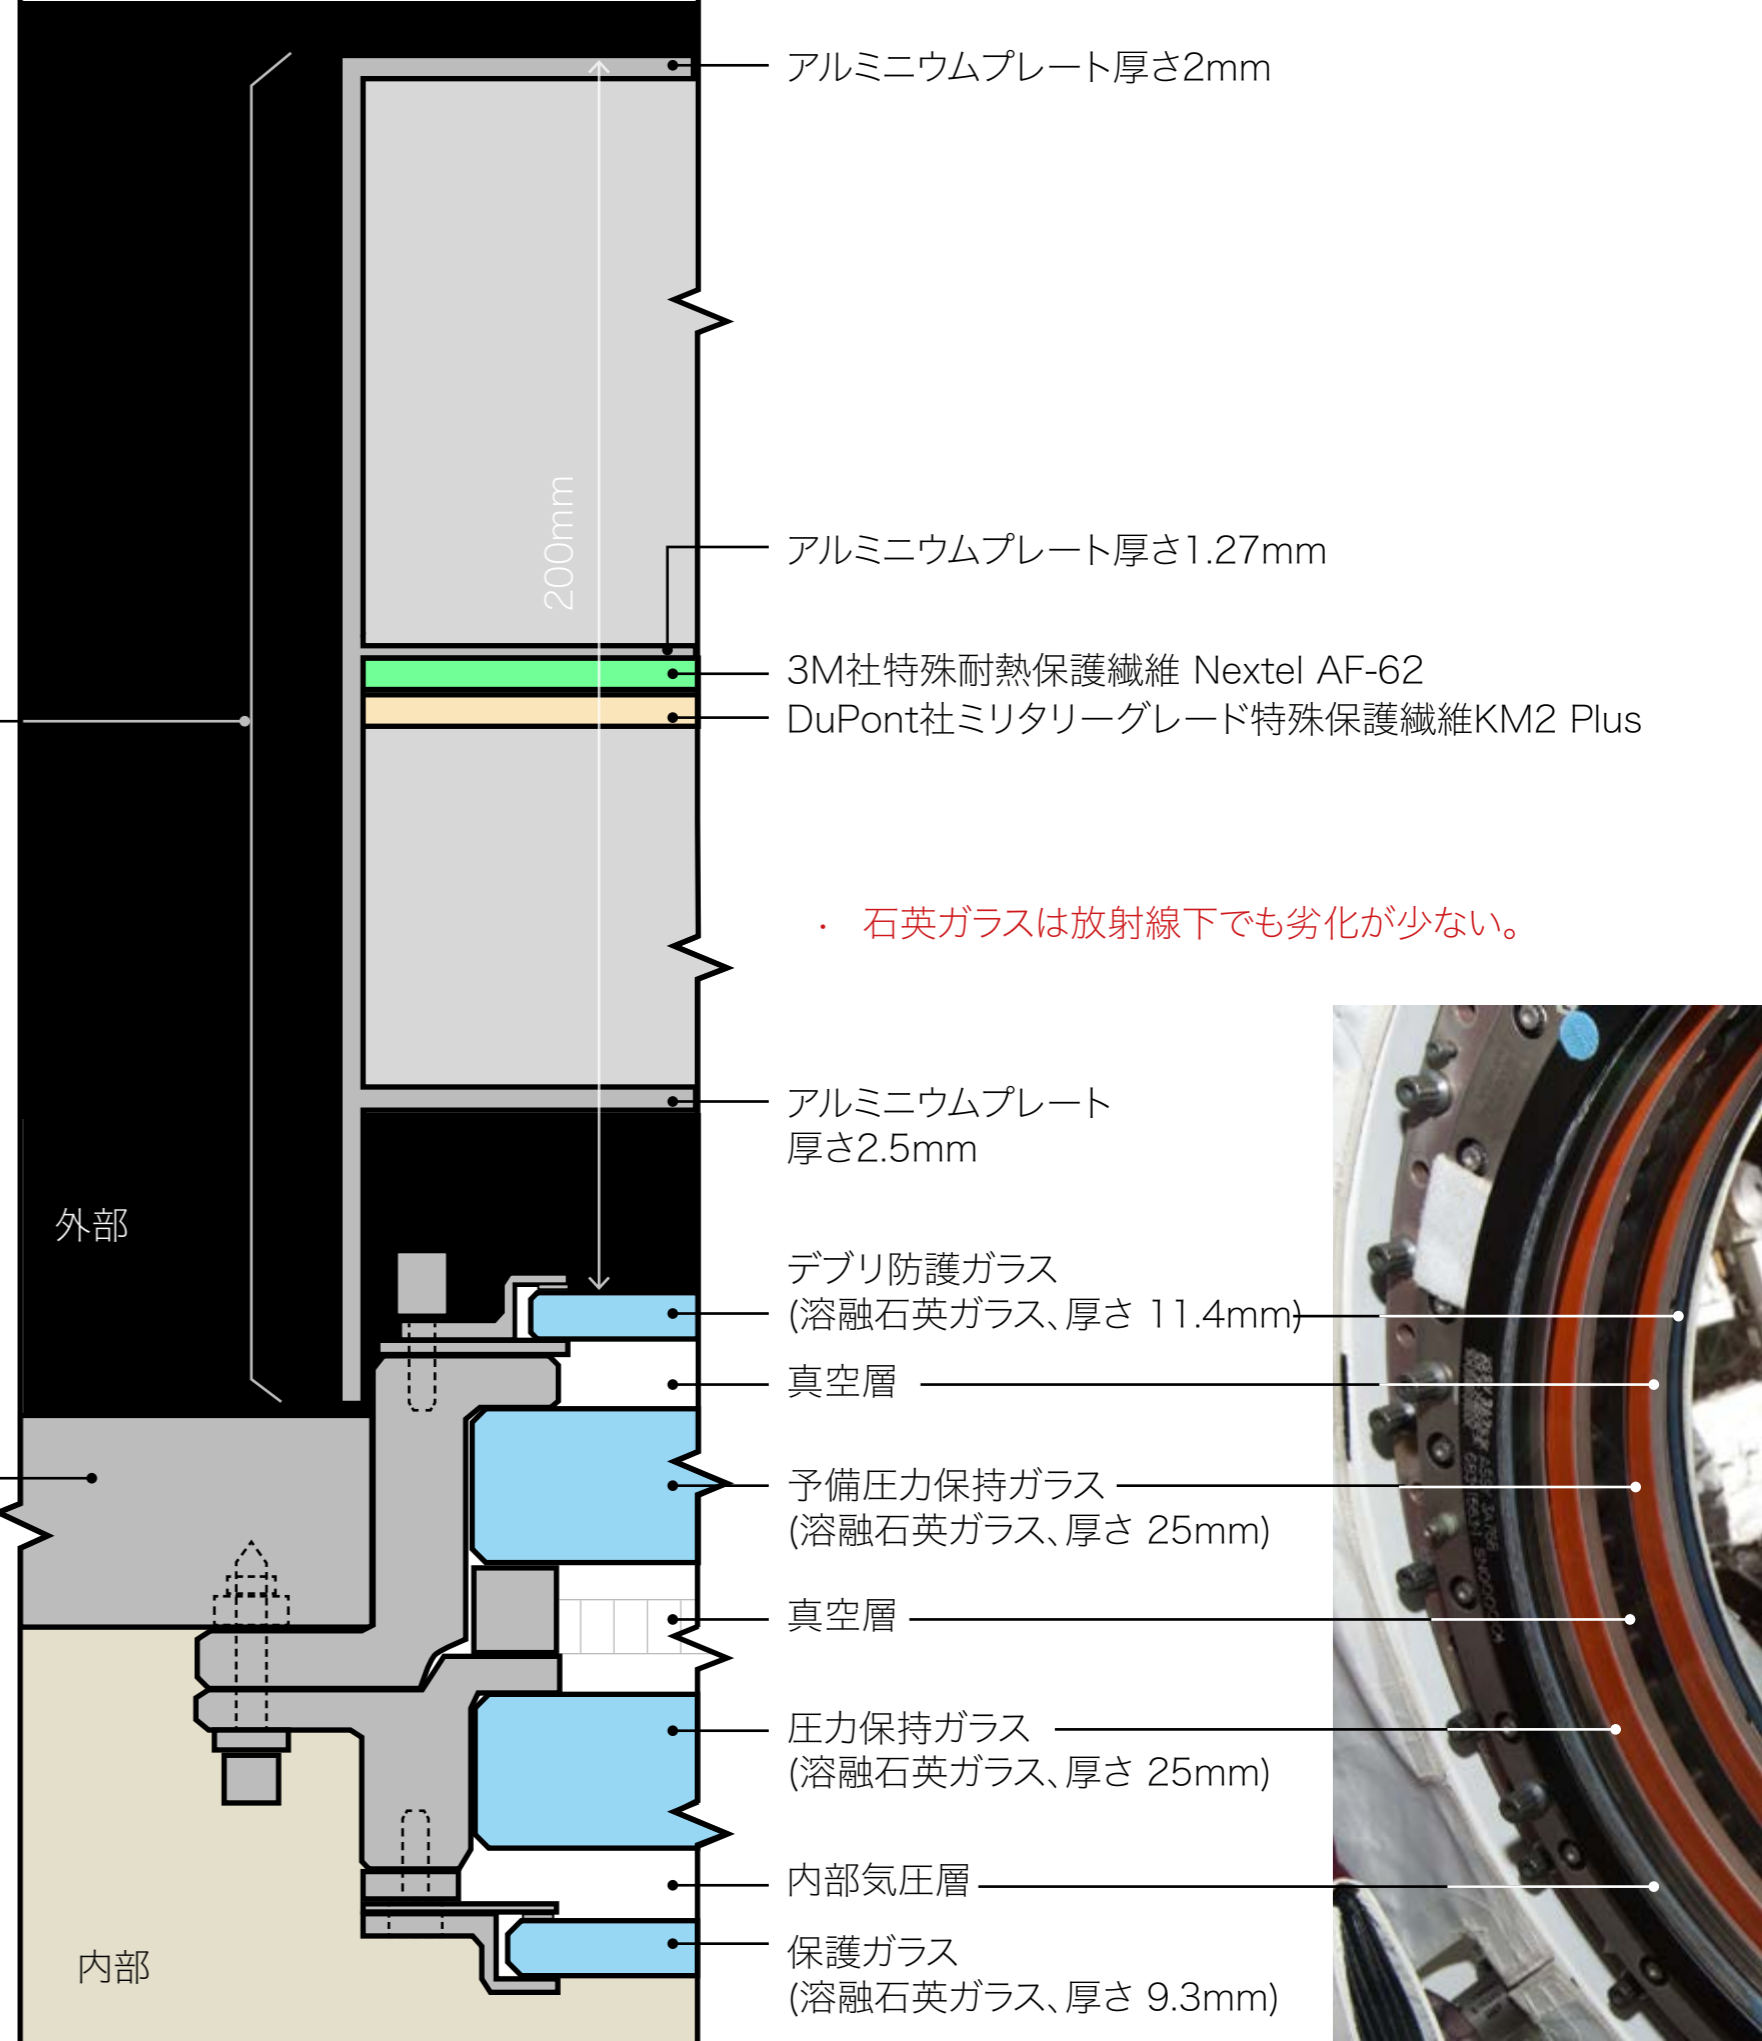 アルミニウムプレート厚さ2mm
200mm
アルミニウムプレート厚さ1.27mm
3M社特殊耐熱保護繊維 Nextel AF-62
DuPont社ミリタリーグレード特殊保護繊維KM2 Plus
・ 石英ガラスは放射線下でも劣化が少ない。
アルミニウムプレート
厚さ2.5mm
外部
デブリ防護ガラス
(溶融石英ガラス、厚さ 11.4mm)
真空層
予備圧力保持ガラス
(溶融石英ガラス、厚さ 25mm)
真空層
圧力保持ガラス
(溶融石英ガラス、厚さ 25mm)
内部気圧層
内部
保護ガラス
(溶融石英ガラス、厚さ 9.3mm)